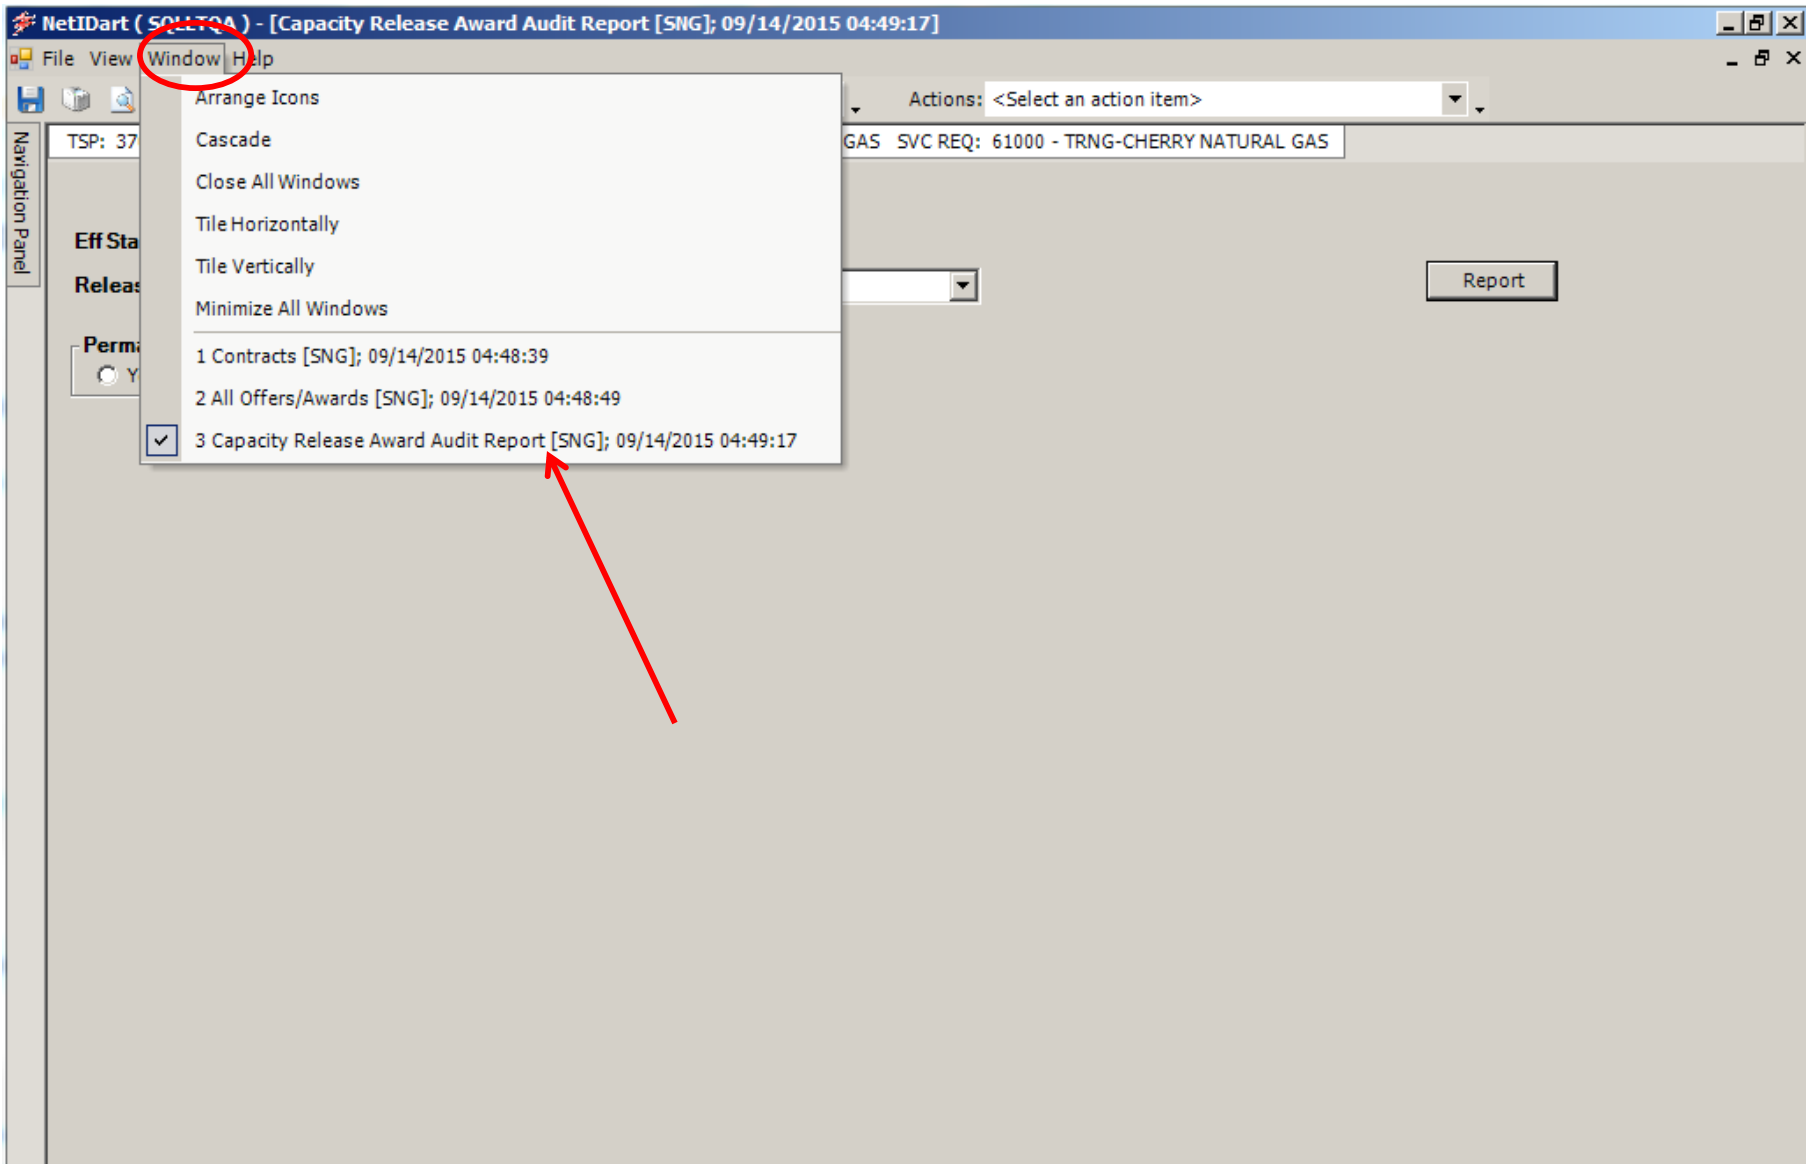 NetIDart ( SQLLTQA ) - [Capacity Release Award Audit Report [SNG]; 09/14/2015 04:49:17]
File View Window Help
Arrange Icons
Actions: <Select an action item>
TSP: 37
Cascade
GAS SVC REQ: 61000 - TRNG-CHERRY NATURAL GAS
Navigation Panel
Close All Windows
Tile Horizontally
Eff Sta
Tile Vertically
Releas
Report
Minimize All Windows
Perma
1 Contracts [SNG]; 09/14/2015 04:48:39
Y
2 All Offers/Awards [SNG]; 09/14/2015 04:48:49
3 Capacity Release Award Audit Report [SNG]; 09/14/2015 04:49:17